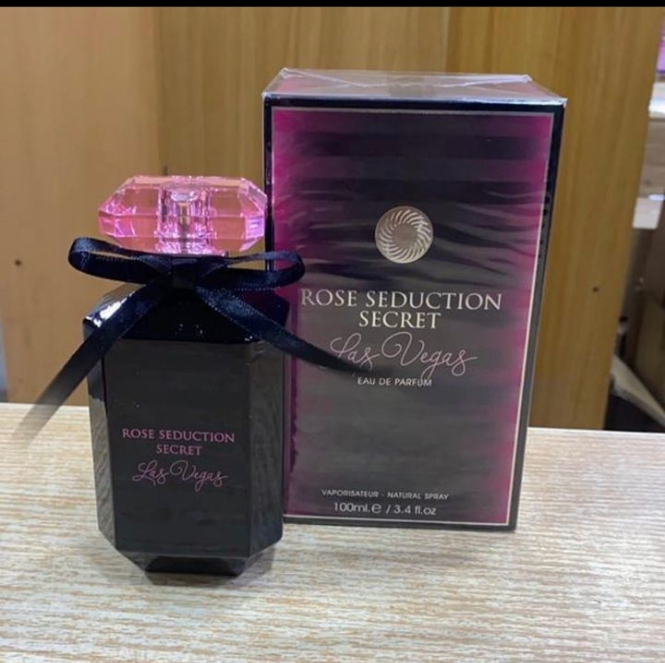 ROSE SEDUCTION
SECRET
Las Vegas
EAU DE PARFUM
VAPORISATEUR - NATURAL SPRAY
100ml.e / 3.4 fl.oz
ROSE SEDUCTION
SECRET
Las Vegas